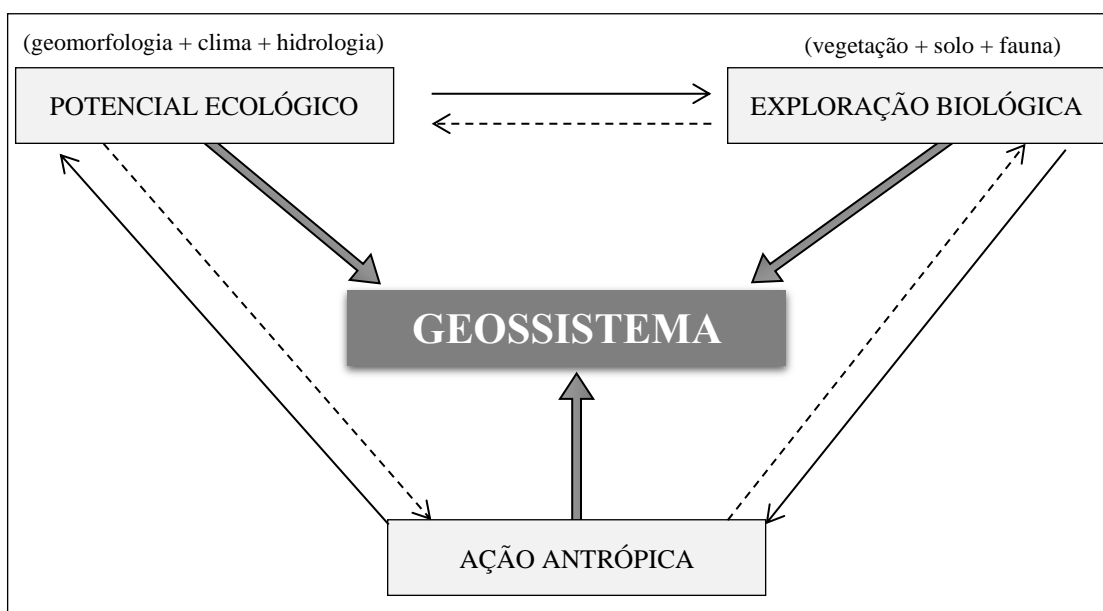 (geomorfologia + clima + hidrologia)
(vegetação + solo + fauna)
POTENCIAL ECOLÓGICO
EXPLORAÇÃO BIOLÓGICA
GEOSSISTEMA
AÇÃO ANTRÓPICA